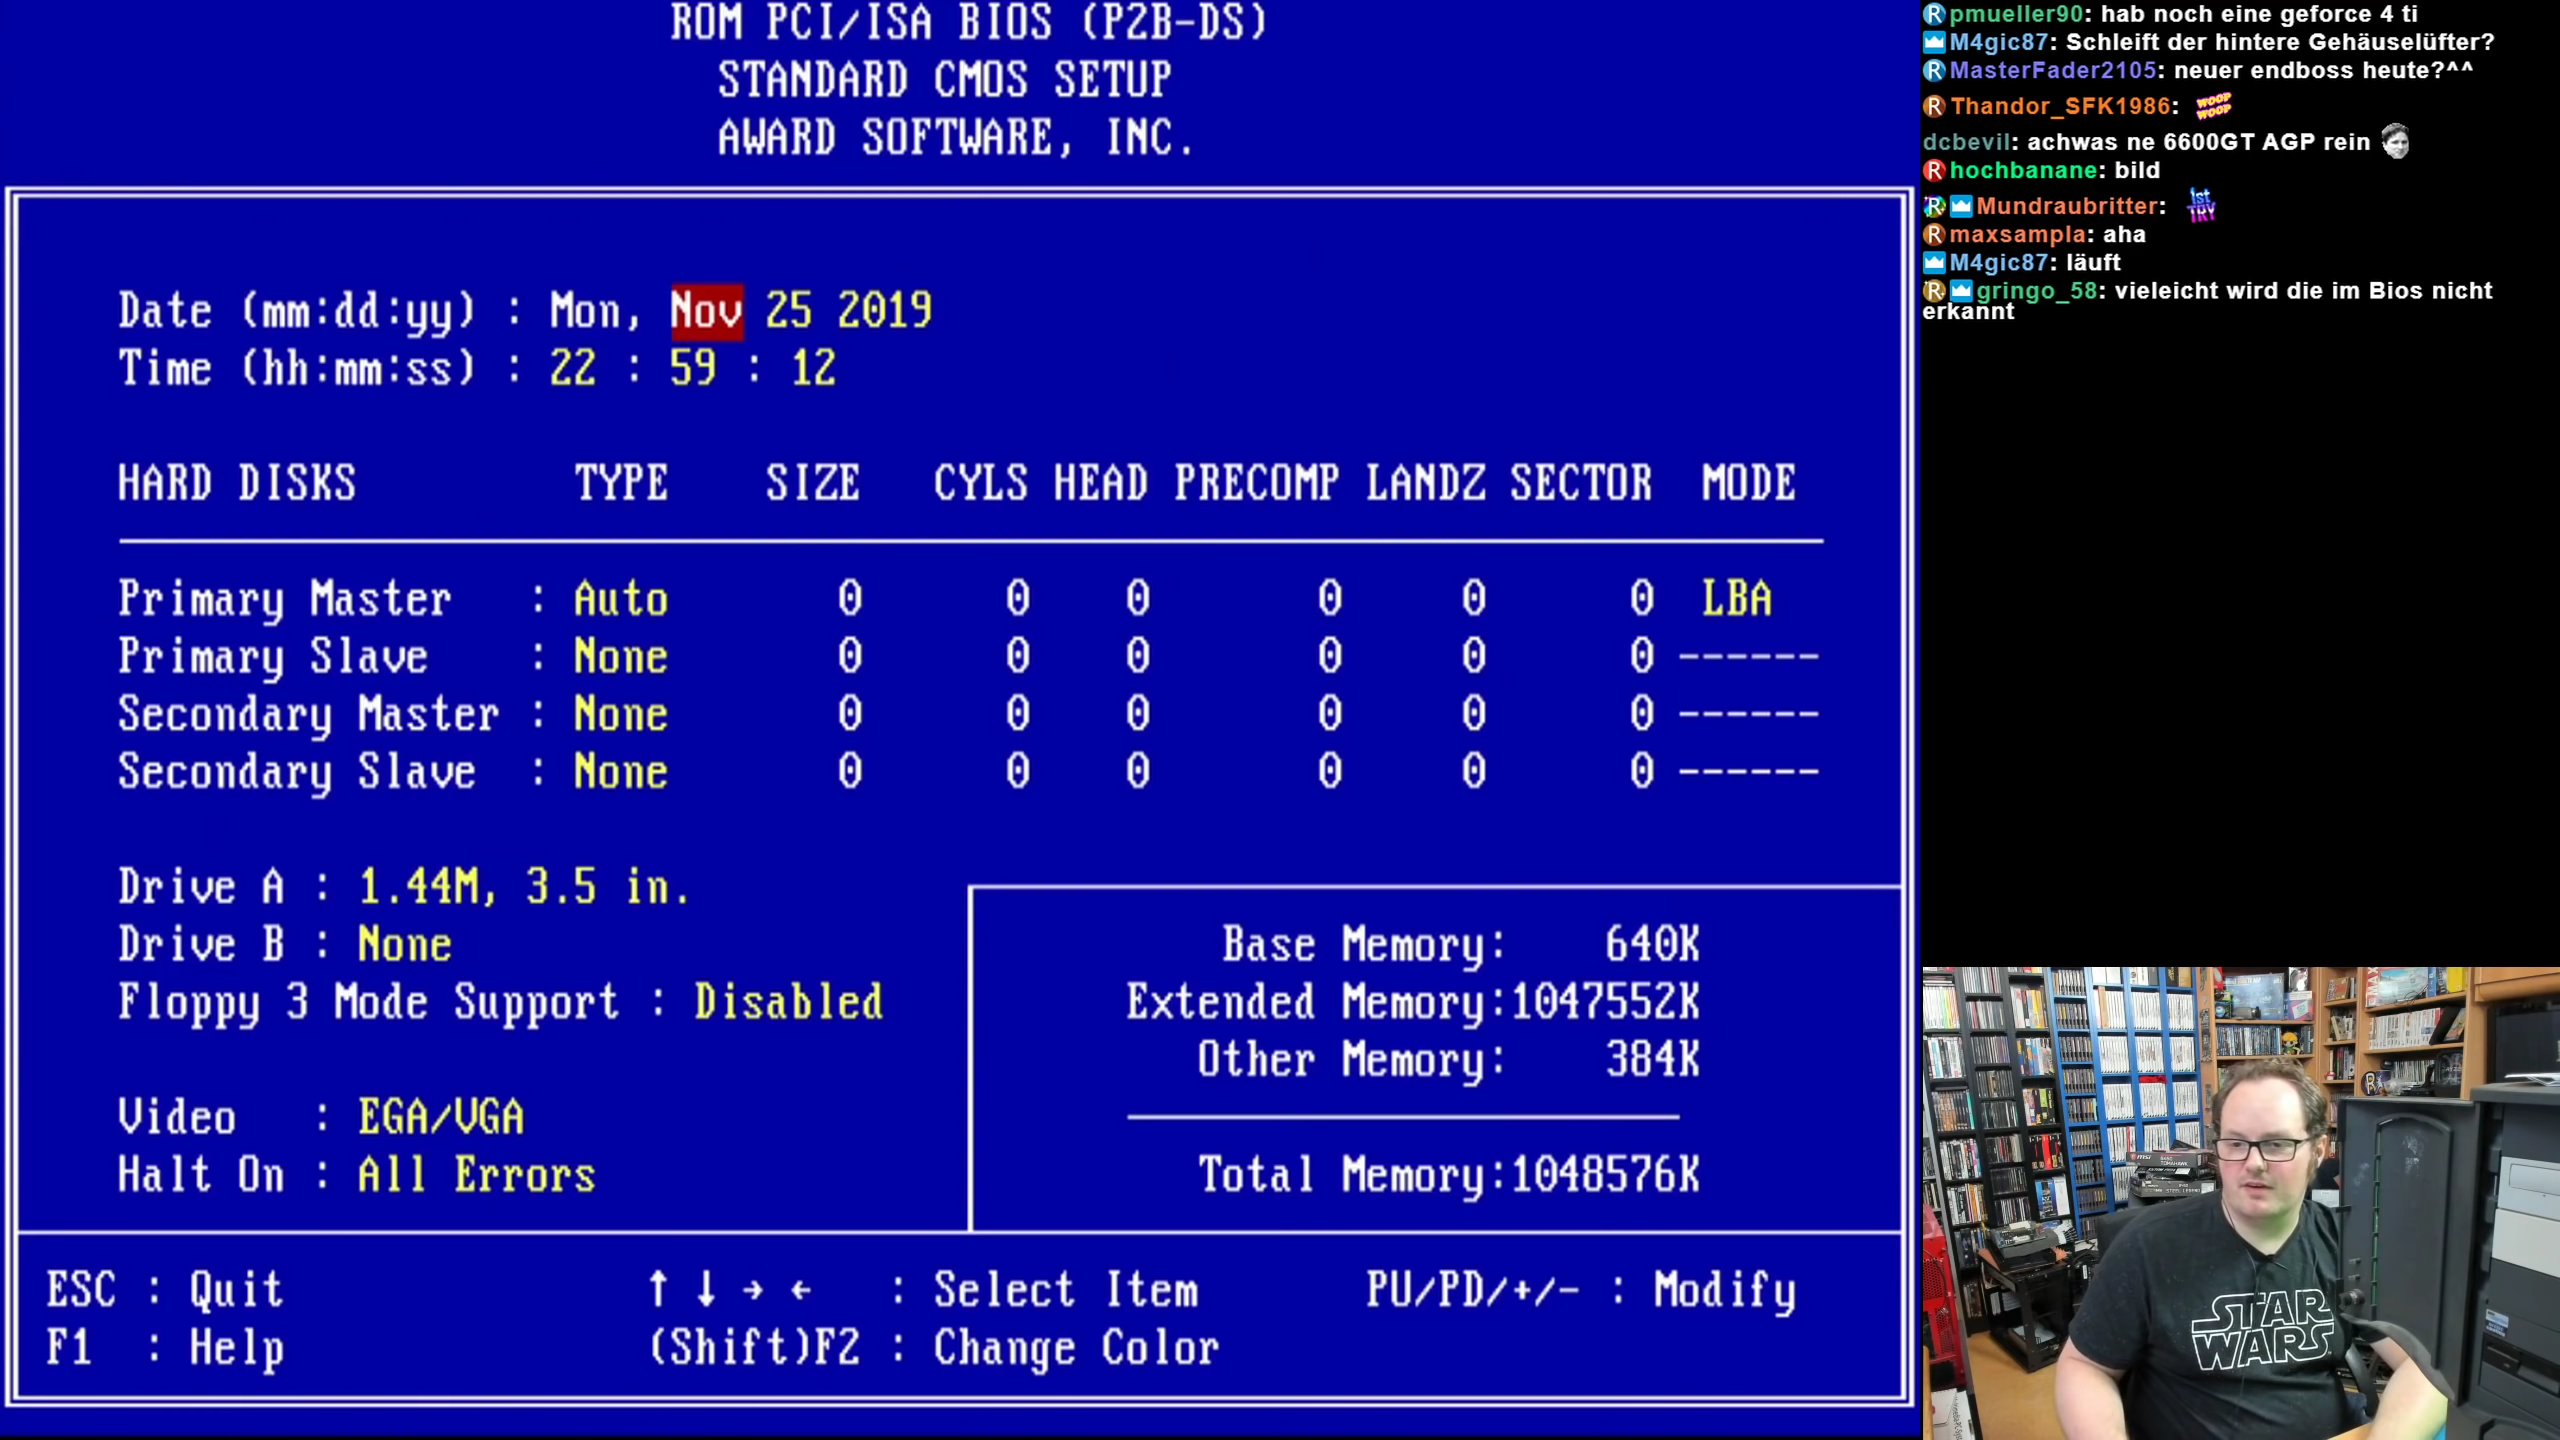 ROM PCI/ISA BIOS (P2B-DS)
STANDARD CMOS SETUP
AWARD SOFTWARE, INC.
Date (mm:dd:yy) : Mon, Nov 25 2019
Time (hh:mm:ss) : 22 : 59 : 12
HARD DISKS TYPE SIZE CYLS HEAD PRECOMP LANDZ SECTOR MODE
Primary Master : Auto 0 0 0 0 0 0 LBA
Primary Slave : None 0 0 0 0 0 0 ------
Secondary Master : None 0 0 0 0 0 0 ------
Secondary Slave : None 0 0 0 0 0 0 ------
Drive A : 1.44M, 3.5 in.
Drive B : None
Floppy 3 Mode Support : Disabled
Video : EGA/VGA
Halt On : All Errors
Base Memory: 640K
Extended Memory:1047552K
Other Memory: 384K
Total Memory:1048576K
ESC : Quit ↑ ↓ → ← : Select Item PU/PD/+/- : Modify
F1 : Help (Shift)F2 : Change Color
R pmueller90: hab noch eine geforce 4 ti
M4gic87: Schleift der hintere Gehäuselüfter?
R MasterFader2105: neuer endboss heute?^^
R Thandor_SFK1986: WOOP WOOP
dcbevil: achwas ne 6600GT AGP rein
R hochbanane: bild
R Mundraubritter: 1st TRY
R maxsampla: aha
M4gic87: läuft
R gringo_58: vieleicht wird die im Bios nicht
erkannt
STAR
WARS